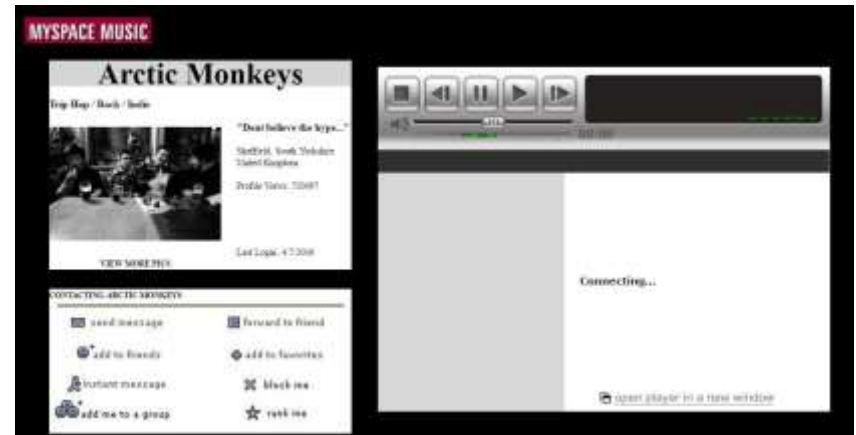 MYSPACE MUSIC
Arctic Monkeys
Trip Hop / Rock / Indie
"Dont believe the hype..."
Sheffield, South Yorkshire
United Kingdom
Profile Views:
Last Login:
VIEW MORE PICS
CONTACTING ARCTIC MONKEYS
send message
forward to friend
add to friends
add to favorites
instant message
block me
add me to a group
rank me
Connecting...
open player in a new window